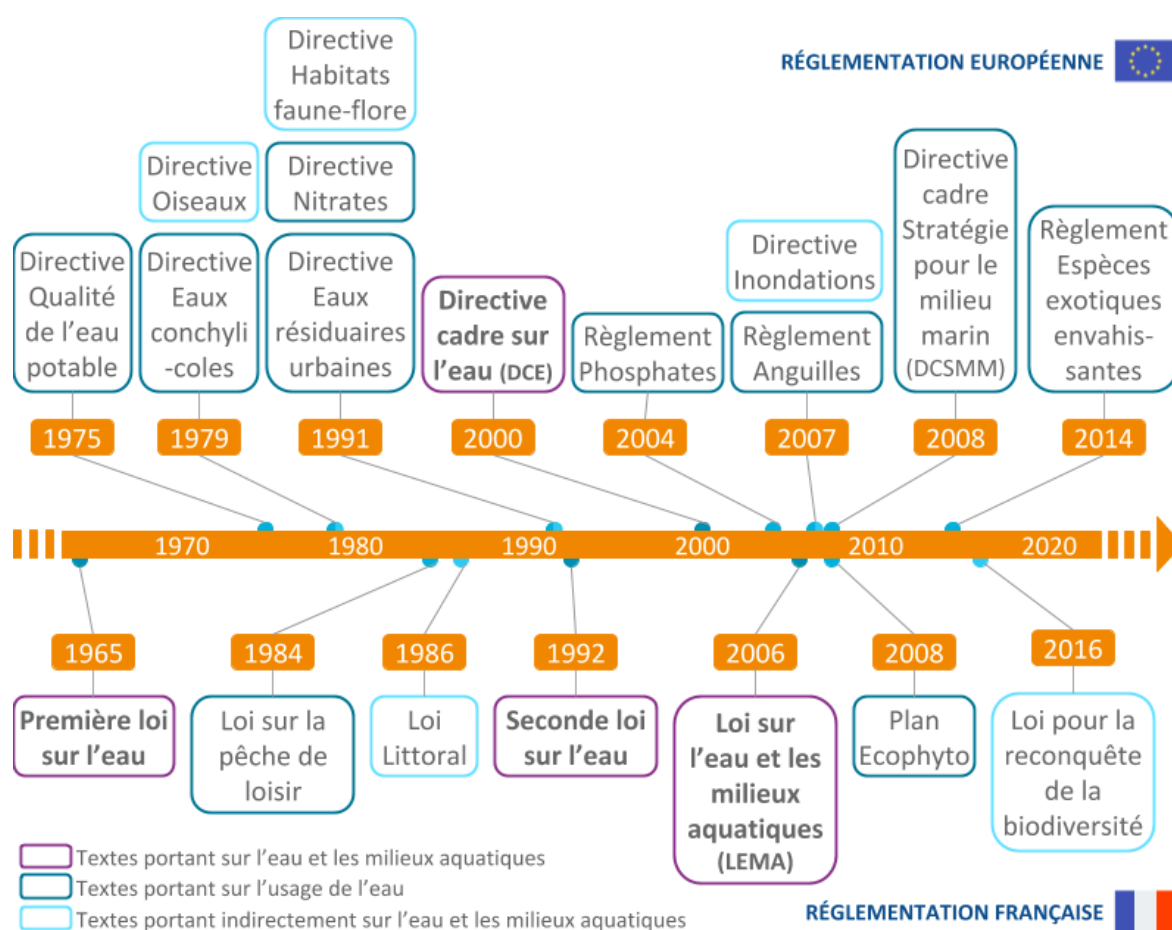 RÉGLEMENTATION EUROPÉENNE
Directive
Qualité
de l’eau
potable
1975
Directive
Oiseaux
Directive
Eaux
conchyli
-coles
1979
Directive
Habitats
faune-flore
Directive
Nitrates
Directive
Eaux
résiduaires
urbaines
1991
Directive
cadre sur
l’eau (DCE)
2000
Règlement
Phosphates
2004
Directive
Inondations
Règlement
Anguilles
2007
Directive
cadre
Stratégie
pour le
milieu
marin
(DCSMM)
2008
Règlement
Espèces
exotiques
envahis-
santes
2014
1970 1980 1990 2000 2010 2020
1965
Première loi
sur l’eau
1984
Loi sur la
pêche de
loisir
1986
Loi
Littoral
1992
Seconde loi
sur l’eau
2006
Loi sur
l’eau et les
milieux
aquatiques
(LEMA)
2008
Plan
Ecophyto
2016
Loi pour la
reconquête
de la
biodiversité
Textes portant sur l’eau et les milieux aquatiques
Textes portant sur l’usage de l’eau
Textes portant indirectement sur l’eau et les milieux aquatiques
RÉGLEMENTATION FRANÇAISE